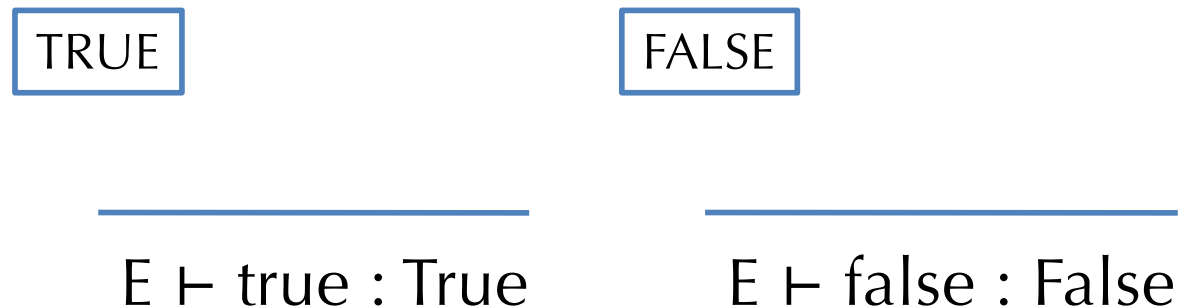 TRUE
FALSE
E ⊢ true : True
E ⊢ false : False